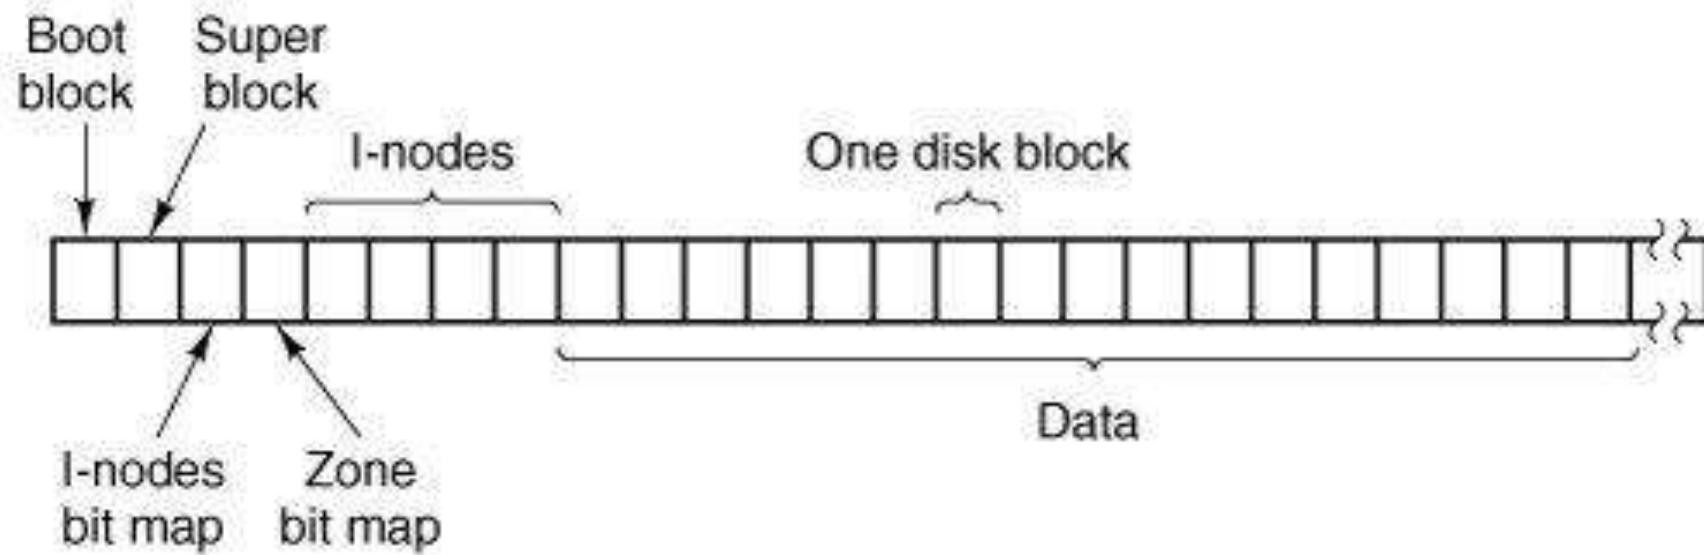 Boot
block
Super
block
I-nodes
One disk block
Data
I-nodes
bit map
Zone
bit map